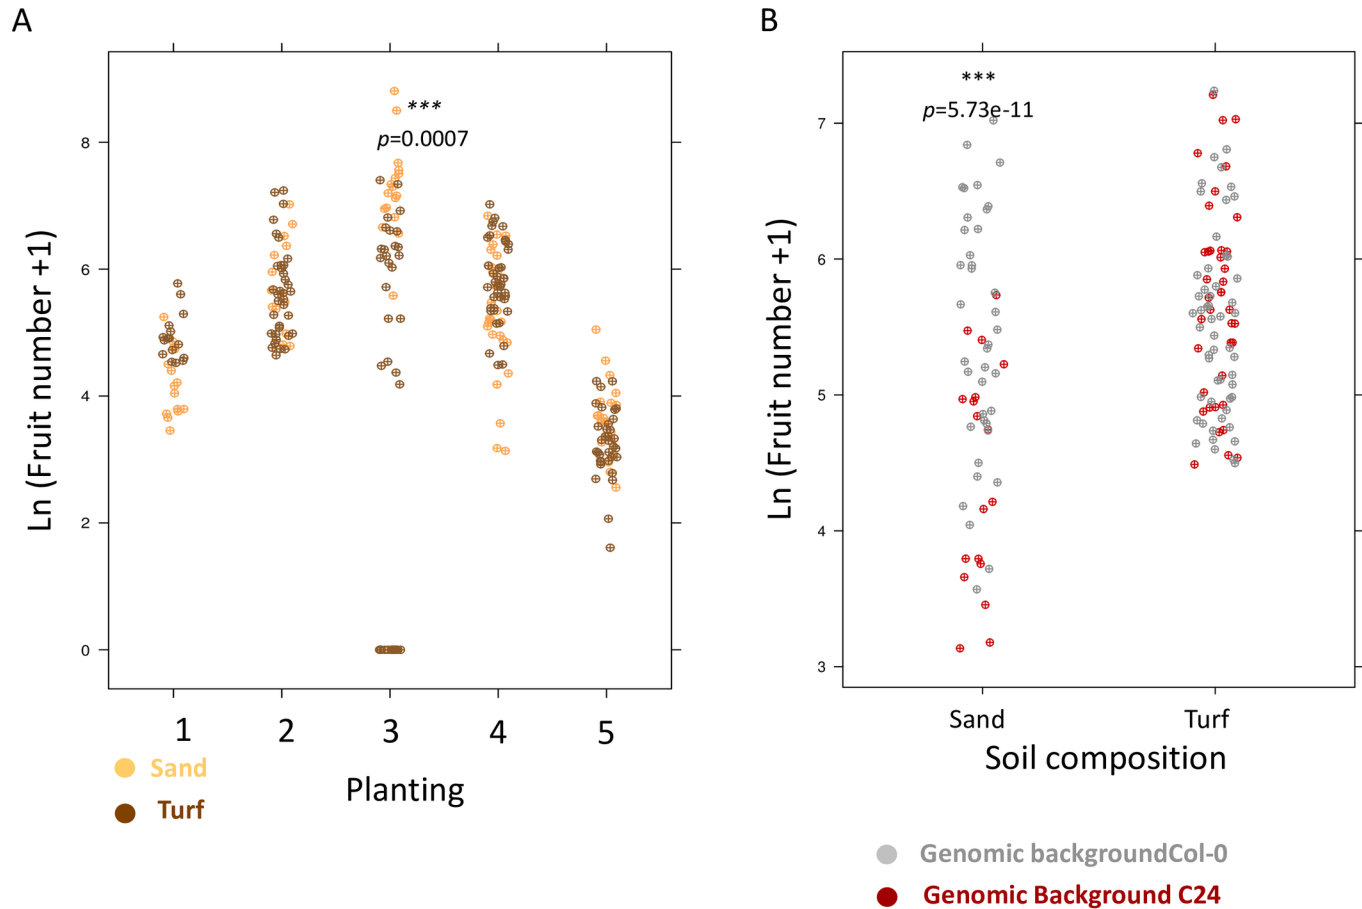 A
B
***
p=0.0007
***
p=5.73e-11
Ln (Fruit number +1)
8
6
4
2
0
Ln (Fruit number +1)
7
6
5
4
3
1 2 3 4 5
Planting
Sand
Turf
Sand Turf
Soil composition
Genomic backgroundCol-0
Genomic Background C24